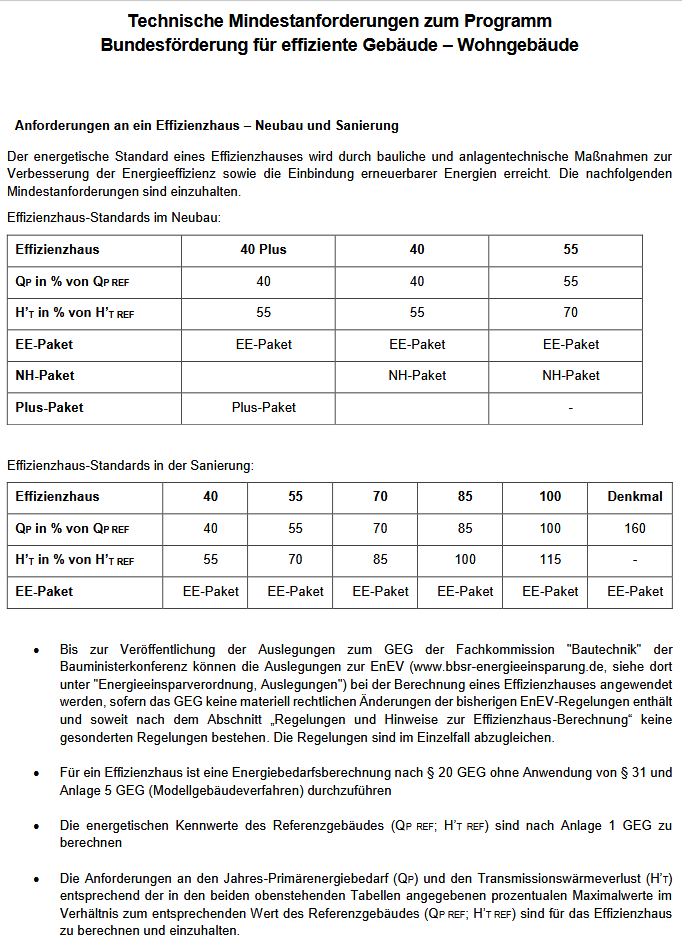 Technische Mindestanforderungen zum Programm
Bundesförderung für effiziente Gebäude – Wohngebäude
Anforderungen an ein Effizienzhaus – Neubau und Sanierung
Der energetische Standard eines Effizienzhauses wird durch bauliche und anlagentechnische Maßnahmen zur
Verbesserung der Energieeffizienz sowie die Einbindung erneuerbarer Energien erreicht. Die nachfolgenden
Mindestanforderungen sind einzuhalten.
Effizienzhaus-Standards im Neubau:
Effizienzhaus 40 Plus 40 55
QP in % von QP REF 40 40 55
H'T in % von H'T REF 55 55 70
EE-Paket EE-Paket EE-Paket EE-Paket
NH-Paket NH-Paket NH-Paket
Plus-Paket Plus-Paket -
Effizienzhaus-Standards in der Sanierung:
Effizienzhaus 40 55 70 85 100 Denkmal
QP in % von QP REF 40 55 70 85 100 160
H'T in % von H'T REF 55 70 85 100 115 -
EE-Paket EE-Paket EE-Paket EE-Paket EE-Paket EE-Paket EE-Paket
• Bis zur Veröffentlichung der Auslegungen zum GEG der Fachkommission "Bautechnik" der
Bauministerkonferenz können die Auslegungen zur EnEV (www.bbsr-energieeinsparung.de, siehe dort
unter "Energieeinsparverordnung, Auslegungen") bei der Berechnung eines Effizienzhauses angewendet
werden, sofern das GEG keine materiell rechtlichen Änderungen der bisherigen EnEV-Regelungen enthält
und soweit nach dem Abschnitt „Regelungen und Hinweise zur Effizienzhaus-Berechnung“ keine
gesonderten Regelungen bestehen. Die Regelungen sind im Einzelfall abzugleichen.
• Für ein Effizienzhaus ist eine Energiebedarfsberechnung nach § 20 GEG ohne Anwendung von § 31 und
Anlage 5 GEG (Modellgebäudeverfahren) durchzuführen
• Die energetischen Kennwerte des Referenzgebäudes (QP REF; H'T REF) sind nach Anlage 1 GEG zu
berechnen
• Die Anforderungen an den Jahres-Primärenergiebedarf (QP) und den Transmissionswärmeverlust (H'T)
entsprechend der in den beiden obenstehenden Tabellen angegebenen prozentualen Maximalwerte im
Verhältnis zum entsprechenden Wert des Referenzgebäudes (QP REF; H'T REF) sind für das Effizienzhaus
zu berechnen und einzuhalten.